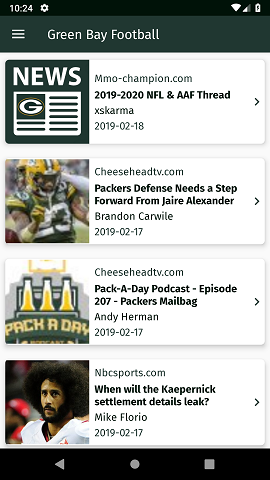 10:24
Green Bay Football
NEWS
G
Mmo-champion.com
2019-2020 NFL & AAF Thread
xskarma
2019-02-18
Cheeseheadtv.com
Packers Defense Needs a Step
Forward From Jaire Alexander
Brandon Carwile
2019-02-17
Cheeseheadtv.com
Pack-A-Day Podcast - Episode
207 - Packers Mailbag
Andy Herman
2019-02-17
PACK A DAY
PODCAST
Nbcsports.com
When will the Kaepernick
settlement details leak?
Mike Florio
2019-02-17